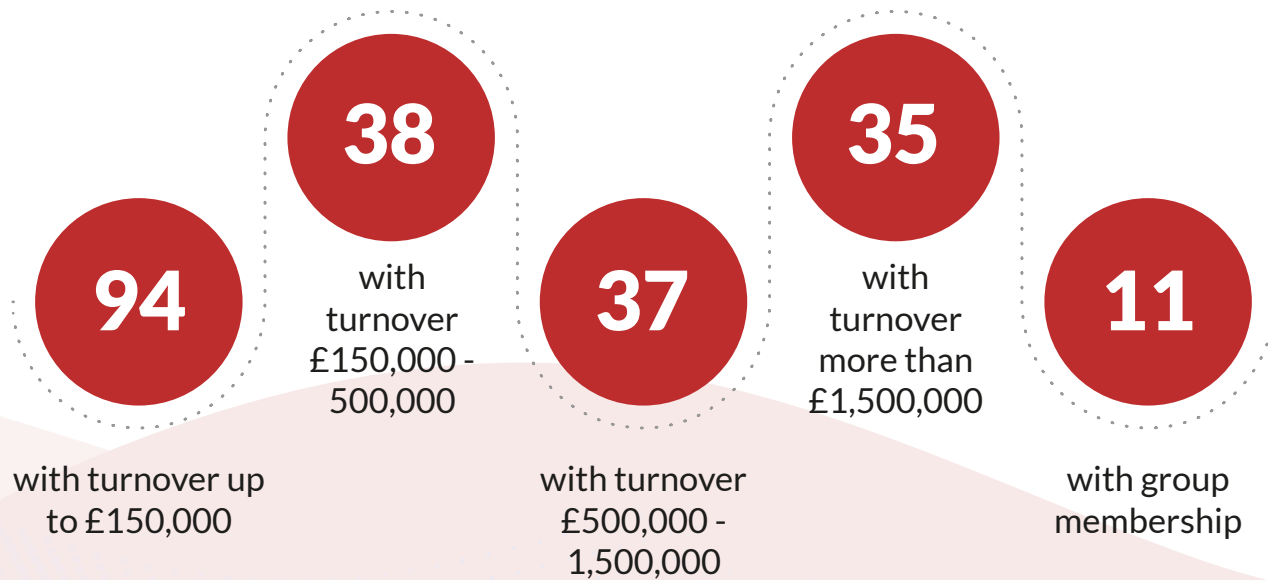 94
with turnover up
to £150,000
38
with
turnover
£150,000 -
500,000
37
with turnover
£500,000 -
1,500,000
35
with
turnover
more than
£1,500,000
11
with group
membership